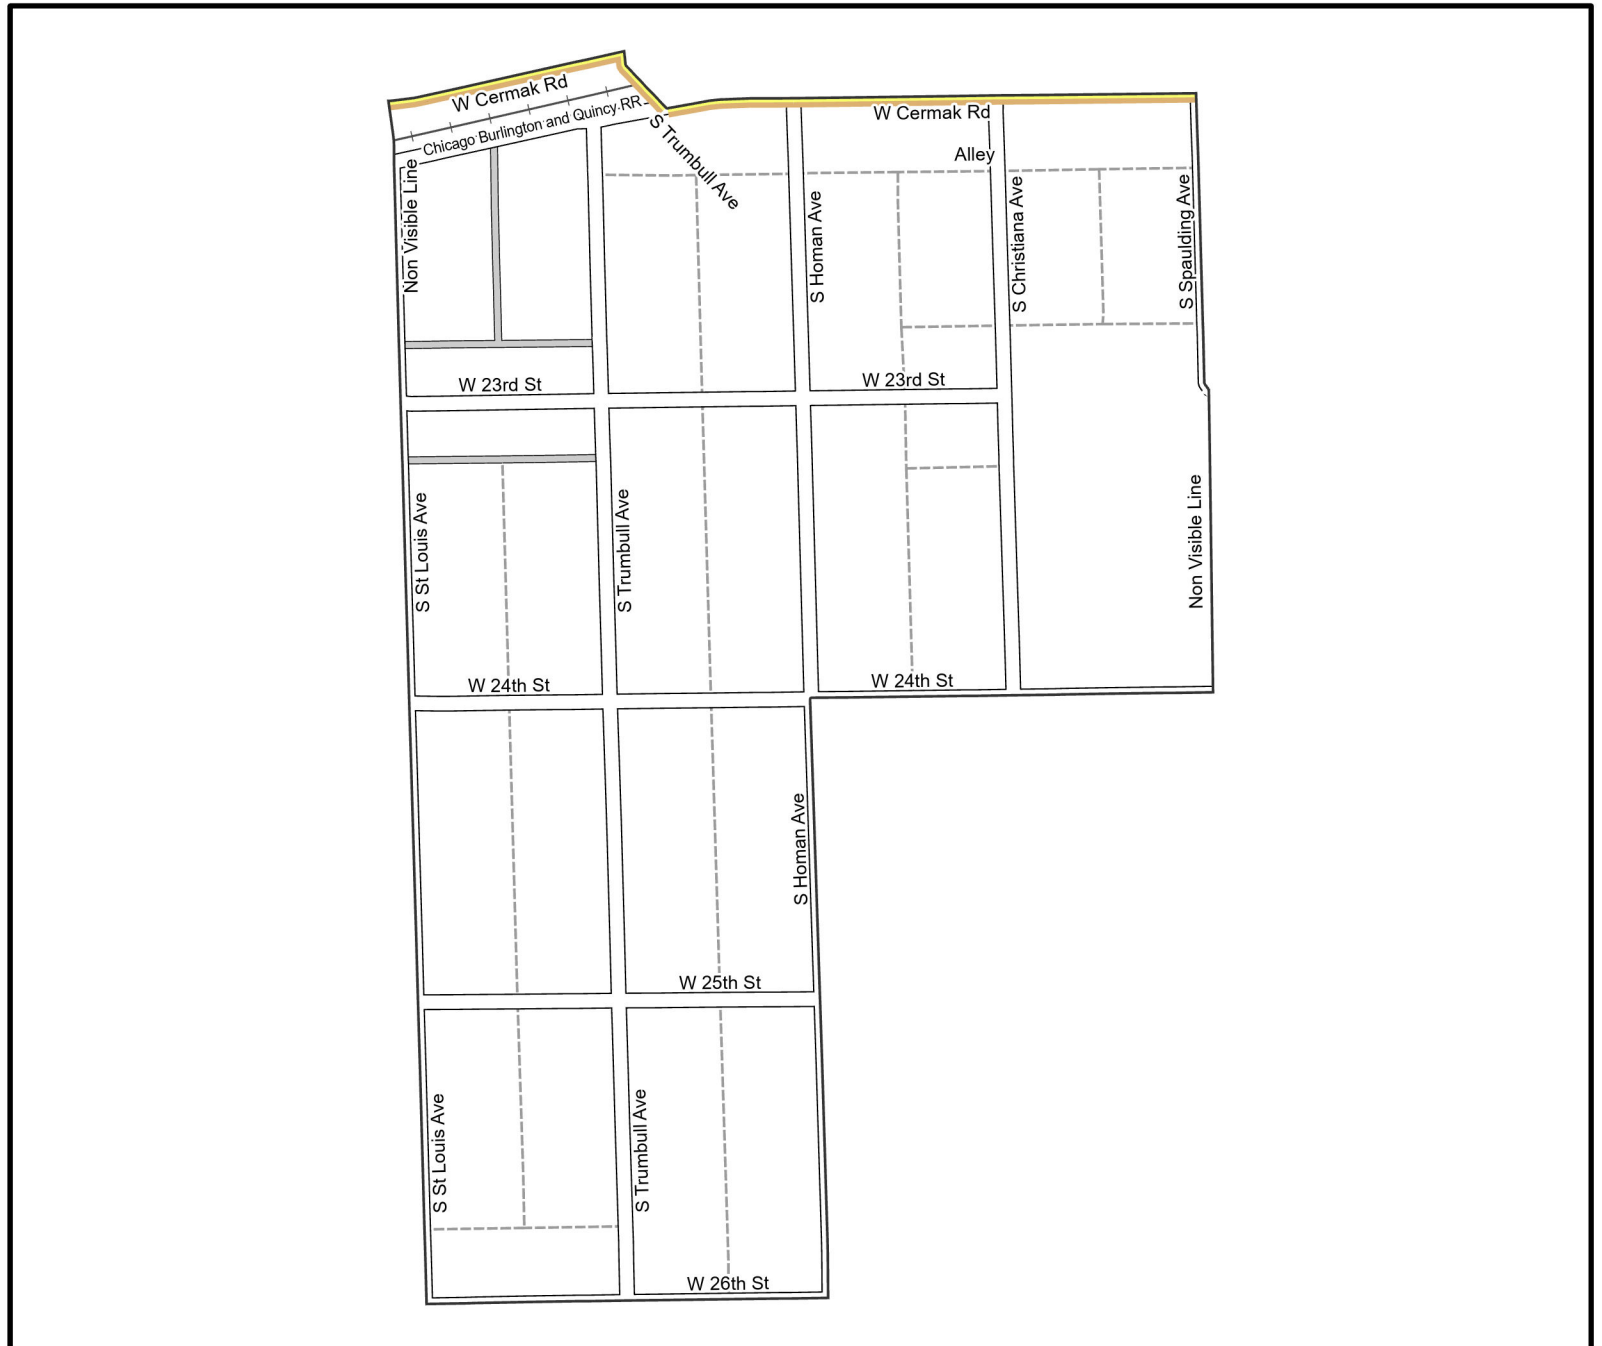 W Cermak Rd
Chicago Burlington and Quincy RR
W Cermak Rd
S Trumbull Ave
Alley
Non Visible Line
S Homan Ave
S Christiana Ave
S Spaulding Ave
W 23rd St
W 23rd St
S St Louis Ave
S Trumbull Ave
Non Visible Line
W 24th St
W 24th St
S Homan Ave
W 25th St
S St Louis Ave
S Trumbull Ave
W 26th St